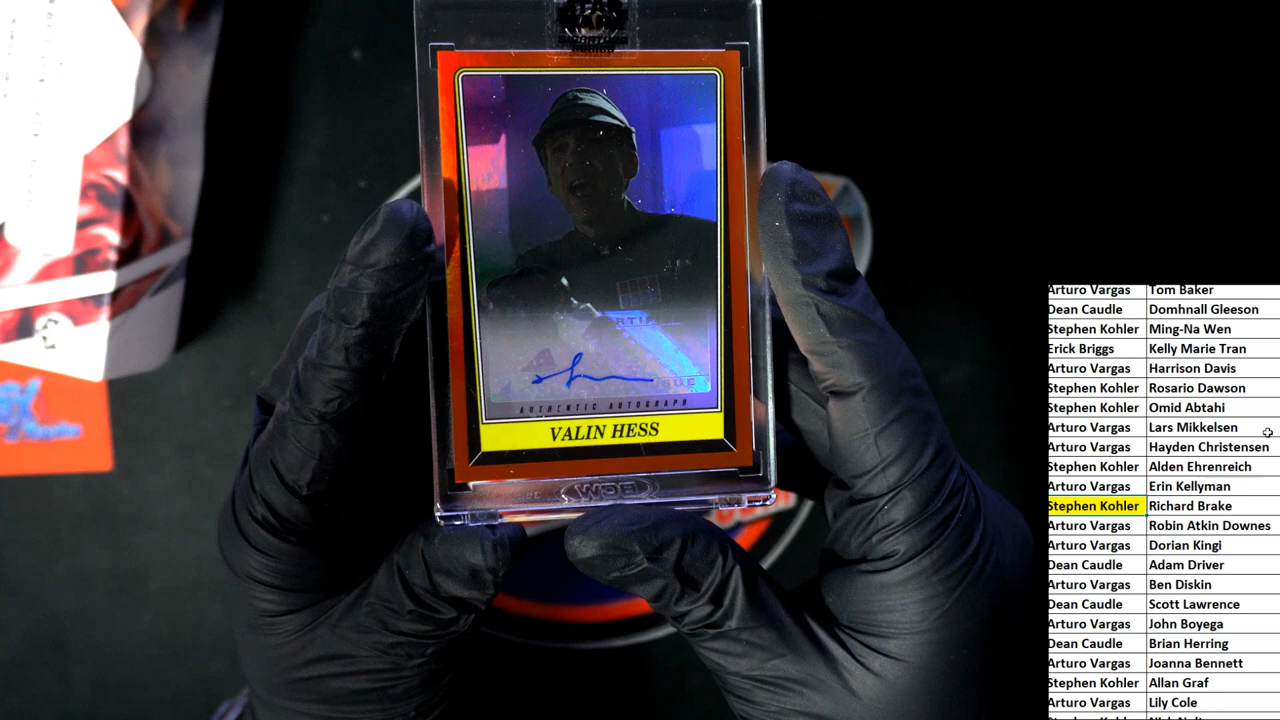 STAR
WARS
SIGNATURE
SERIES
AUTHENTIC AUTOGRAPH
VALIN HESS
BCW
Arturo Vargas Tom Baker
Dean Caudle Domhnall Gleeson
Stephen Kohler Ming-Na Wen
Erick Briggs Kelly Marie Tran
Arturo Vargas Harrison Davis
Stephen Kohler Rosario Dawson
Stephen Kohler Omid Abtahi
Arturo Vargas Lars Mikkelsen
Arturo Vargas Hayden Christensen
Stephen Kohler Alden Ehrenreich
Arturo Vargas Erin Kellyman
Stephen Kohler Richard Brake
Arturo Vargas Robin Atkin Downes
Arturo Vargas Dorian Kingi
Dean Caudle Adam Driver
Arturo Vargas Ben Diskin
Dean Caudle Scott Lawrence
Arturo Vargas John Boyega
Dean Caudle Brian Herring
Arturo Vargas Joanna Bennett
Stephen Kohler Allan Graf
Arturo Vargas Lily Cole